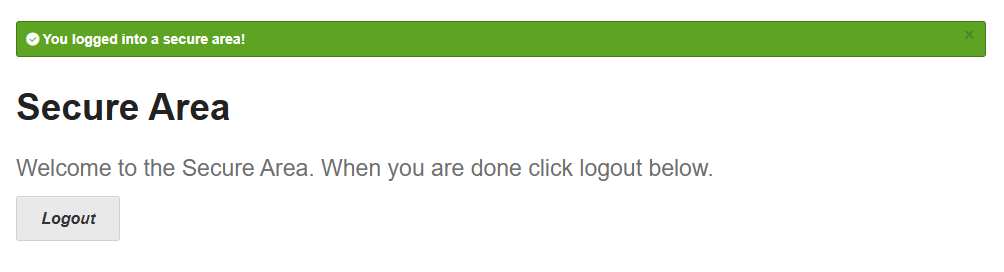 You logged into a secure area!
×
Secure Area
Welcome to the Secure Area. When you are done click logout below.
Logout